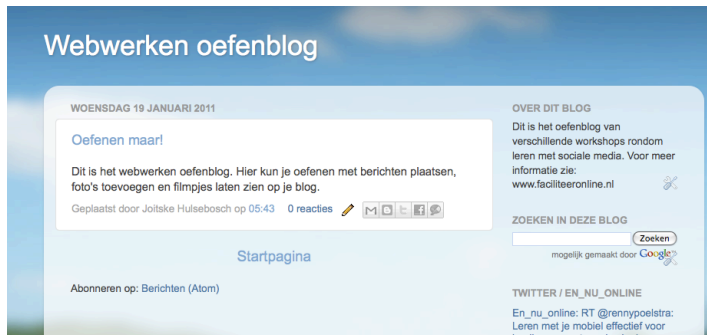 Webwerken oefenblog
WOENSDAG 19 JANUARI 2011
Oefenen maar!
Dit is het webwerken oefenblog. Hier kun je oefenen met berichten plaatsen,
foto's toevoegen en filmpjes laten zien op je blog.
Geplaatst door Joitske Hulsebosch op 05:43 0 reacties
Startpagina
Abonneren op: Berichten (Atom)
OVER DIT BLOG
Dit is het oefenblog van
verschillende workshops rondom
leren met sociale media. Voor meer
informatie zie:
www.faciliteeronline.nl
ZOEKEN IN DEZE BLOG
Zoeken
mogelijk gemaakt door Google
TWITTER / EN_NU_ONLINE
En_nu_online: RT @rennypoelstra:
Leren met je mobiel effectief voor